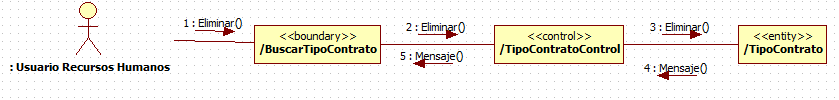 1 : Eliminar()
2 : Eliminar()
3 : Eliminar()
<<boundary>>
/BuscarTipoContrato
<<control>>
/TipoContratoControl
<<entity>>
/TipoContrato
5 : Mensaje()
4 : Mensaje()
: Usuario Recursos Humanos